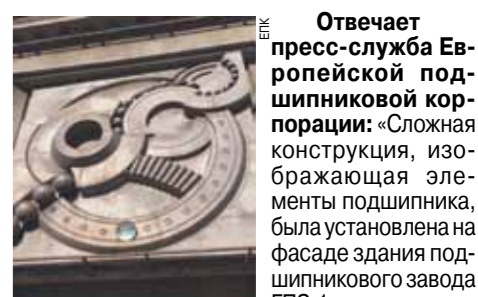 ЕПК
Отвечает
пресс-служба Ев-
ропейской под-
шипниковой кор-
порации: «Сложная
конструкция, изо-
бражающая эле-
менты подшипника,
была установлена на
фасаде здания под-
шипникового завода